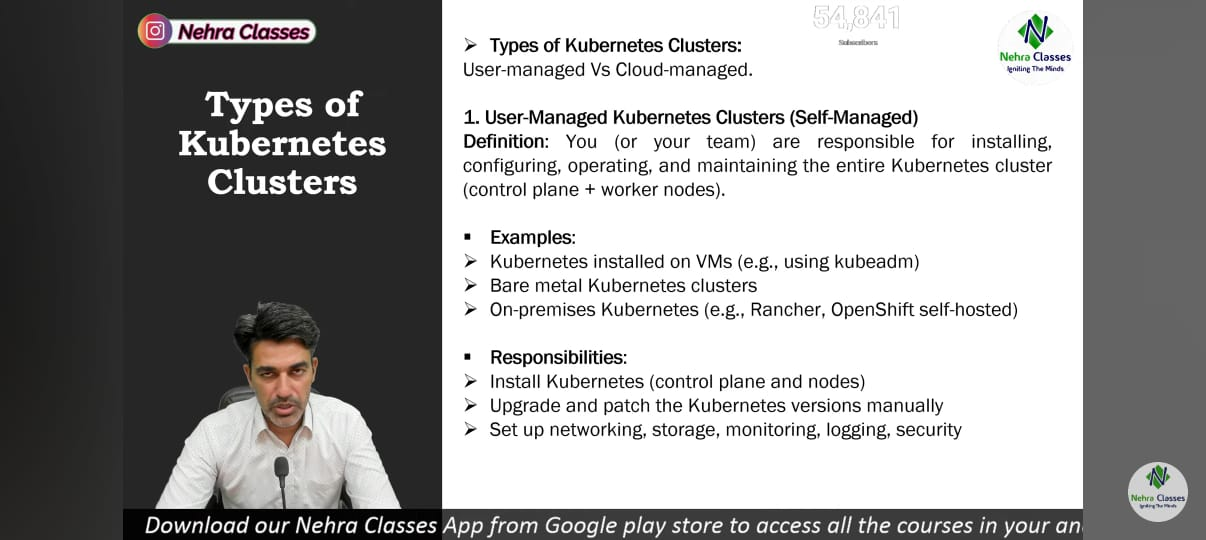 Nehra Classes
Types of
Kubernetes
Clusters
54,841
Subscribers
Nehra Classes
Igniting The Minds
➢ Types of Kubernetes Clusters:
User-managed Vs Cloud-managed.
1. User-Managed Kubernetes Clusters (Self-Managed)
Definition: You (or your team) are responsible for installing,
configuring, operating, and maintaining the entire Kubernetes cluster
(control plane + worker nodes).
▪ Examples:
➢ Kubernetes installed on VMs (e.g., using kubeadm)
➢ Bare metal Kubernetes clusters
➢ On-premises Kubernetes (e.g., Rancher, OpenShift self-hosted)
▪ Responsibilities:
➢ Install Kubernetes (control plane and nodes)
➢ Upgrade and patch the Kubernetes versions manually
➢ Set up networking, storage, monitoring, logging, security
Nehra Classes
Igniting The Minds
Download our Nehra Classes App from Google play store to access all the courses in your an